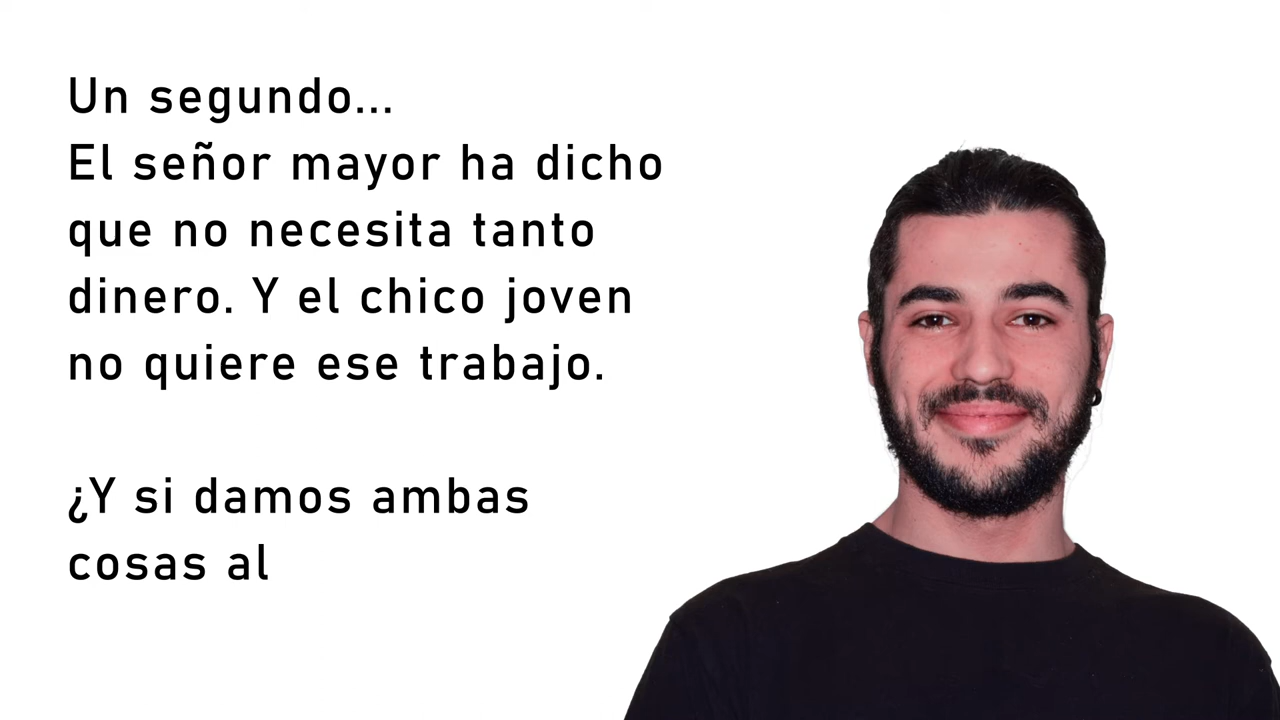 Un segundo...
El señor mayor ha dicho
que no necesita tanto
dinero. Y el chico joven
no quiere ese trabajo.
¿Y si damos ambas
cosas al